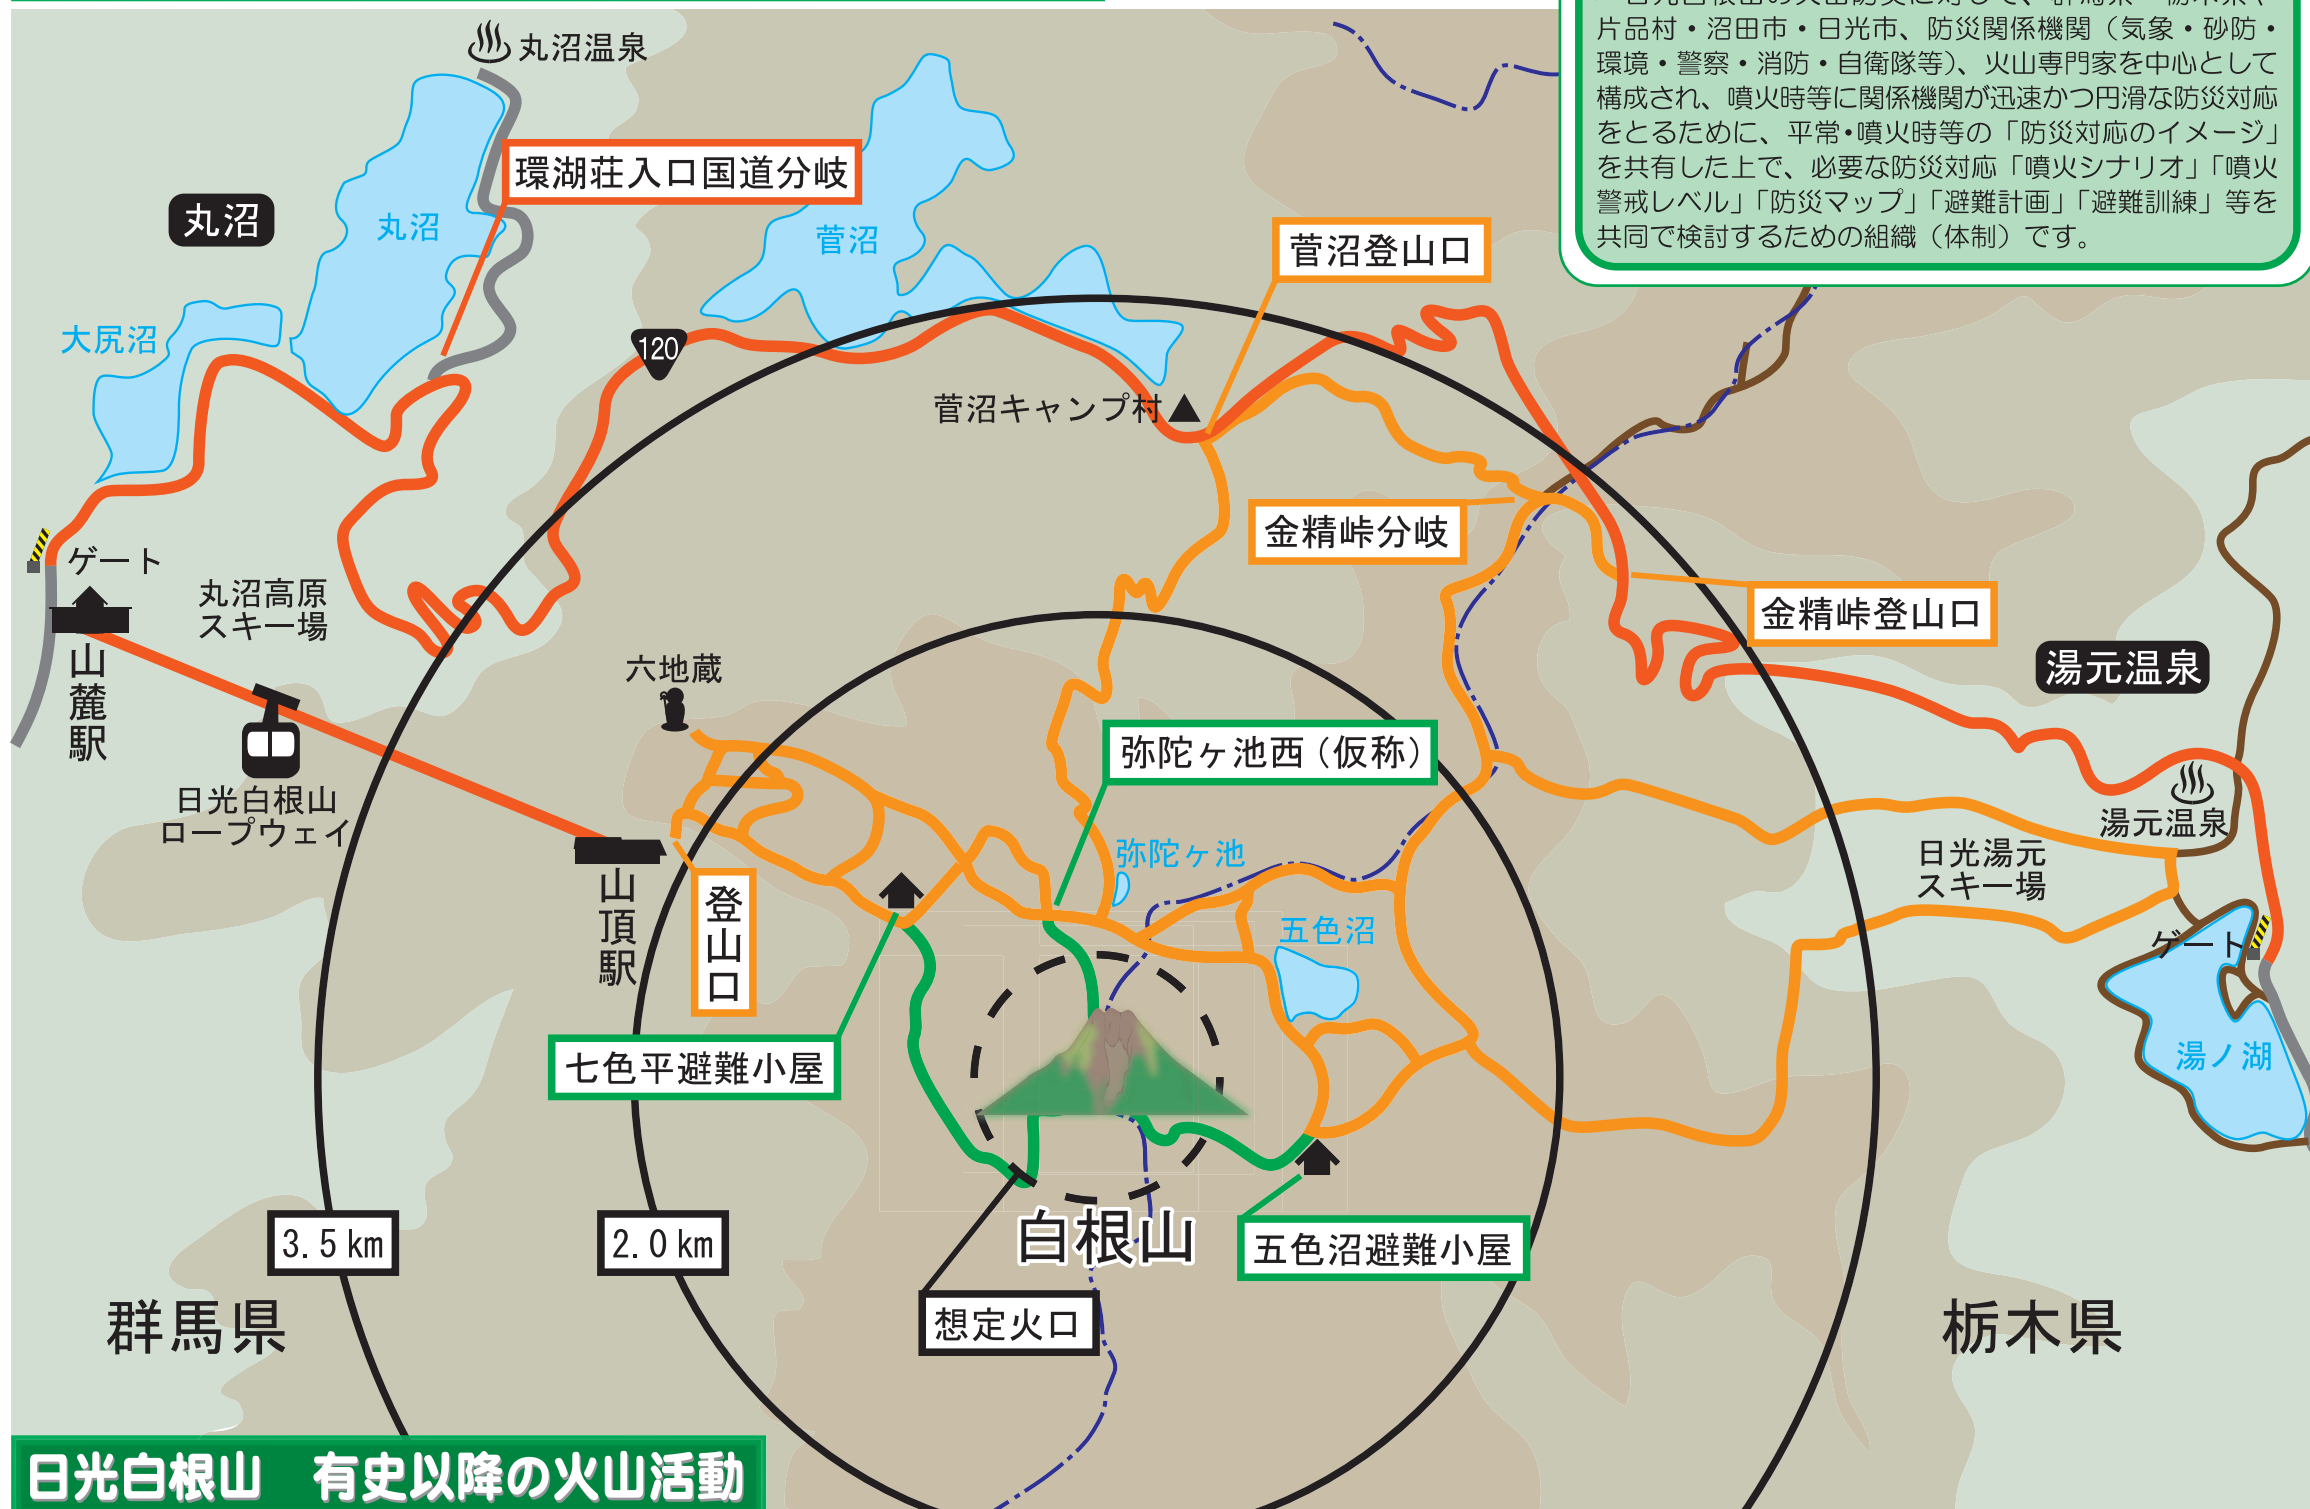 片品村・沼田市・日光市、防災関係機関（気象・砂防・
環境・警察・消防・自衛隊等）、火山専門家を中心として
構成され、噴火時等に関係機関が迅速かつ円滑な防災対応
をとるために、平常・噴火時等の「防災対応のイメージ」
を共有した上で、必要な防災対応「噴火シナリオ」「噴火
警戒レベル」「防災マップ」「避難計画」「避難訓練」等を
共同で検討するための組織（体制）です。
丸沼温泉
環湖荘入口国道分岐
丸沼
丸沼
菅沼
菅沼登山口
大尻沼
120
菅沼キャンプ村
金精峠分岐
ゲート
丸沼高原
スキー場
金精峠登山口
山麓駅
六地蔵
湯元温泉
弥陀ヶ池西（仮称）
日光白根山
ロープウェイ
湯元温泉
弥陀ヶ池
日光湯元
スキー場
山頂駅
登山口
五色沼
ゲート
七色平避難小屋
湯ノ湖
白根山
3.5km
2.0km
五色沼避難小屋
想定火口
群馬県
栃木県
日光白根山　有史以降の火山活動